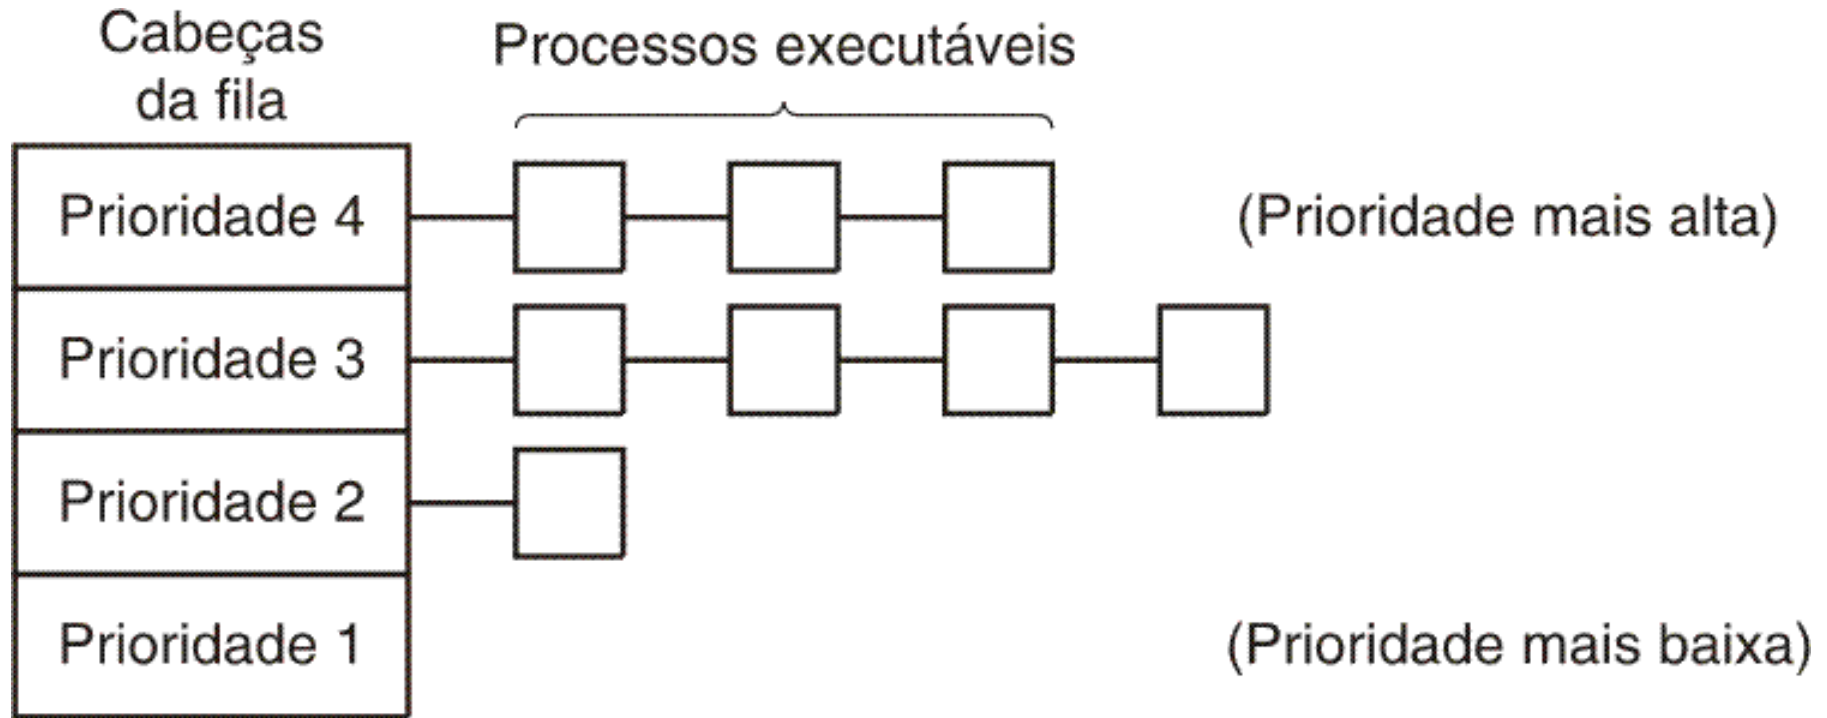 Cabeças
da fila
Processos executáveis
Prioridade 4
(Prioridade mais alta)
Prioridade 3
Prioridade 2
Prioridade 1
(Prioridade mais baixa)